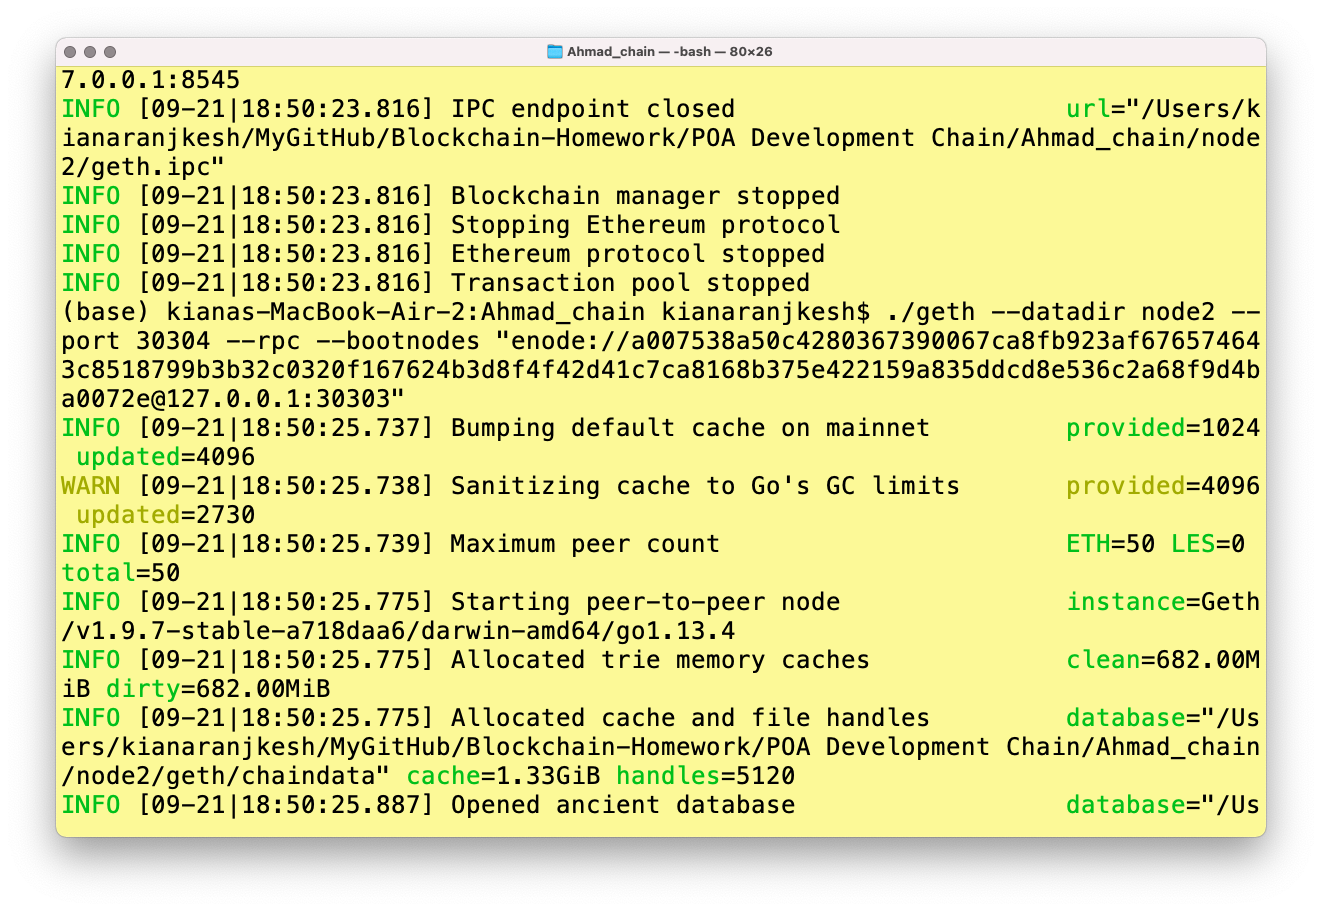 Ahmad_chain — -bash — 80×26
7.0.0.1:8545
INFO [09-21|18:50:23.816] IPC endpoint closed                      url="/Users/k
ianaranjkesh/MyGitHub/Blockchain-Homework/POA Development Chain/Ahmad_chain/node
2/geth.ipc"
INFO [09-21|18:50:23.816] Blockchain manager stopped
INFO [09-21|18:50:23.816] Stopping Ethereum protocol
INFO [09-21|18:50:23.816] Ethereum protocol stopped
INFO [09-21|18:50:23.816] Transaction pool stopped
(base) kianas-MacBook-Air-2:Ahmad_chain kianaranjkesh$ ./geth --datadir node2 --
port 30304 --rpc --bootnodes "enode://a007538a50c4280367390067ca8fb923af67657464
3c8518799b3b32c0320f167624b3d8f4f42d41c7ca8168b375e422159a835ddcd8e536c2a68f9d4b
a0072e@127.0.0.1:30303"
INFO [09-21|18:50:25.737] Bumping default cache on mainnet         provided=1024
 updated=4096
WARN [09-21|18:50:25.738] Sanitizing cache to Go's GC limits       provided=4096
 updated=2730
INFO [09-21|18:50:25.739] Maximum peer count                       ETH=50 LES=0
total=50
INFO [09-21|18:50:25.775] Starting peer-to-peer node               instance=Geth
/v1.9.7-stable-a718daa6/darwin-amd64/go1.13.4
INFO [09-21|18:50:25.775] Allocated trie memory caches             clean=682.00M
iB dirty=682.00MiB
INFO [09-21|18:50:25.775] Allocated cache and file handles         database="/Us
ers/kianaranjkesh/MyGitHub/Blockchain-Homework/POA Development Chain/Ahmad_chain
/node2/geth/chaindata" cache=1.33GiB handles=5120
INFO [09-21|18:50:25.887] Opened ancient database                  database="/Us